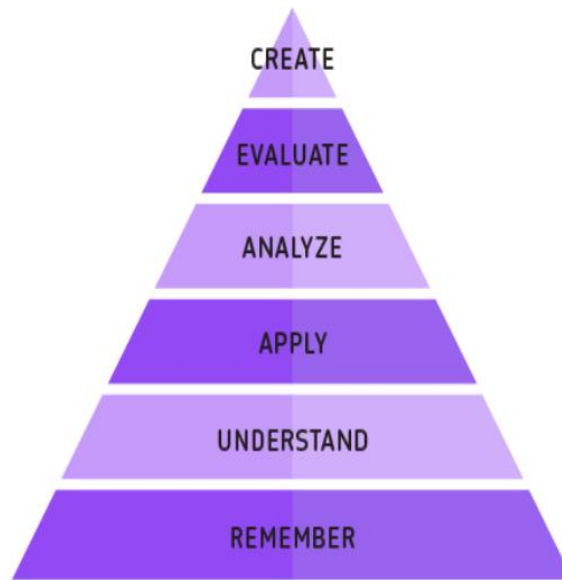 CREATE
EVALUATE
ANALYZE
APPLY
UNDERSTAND
REMEMBER